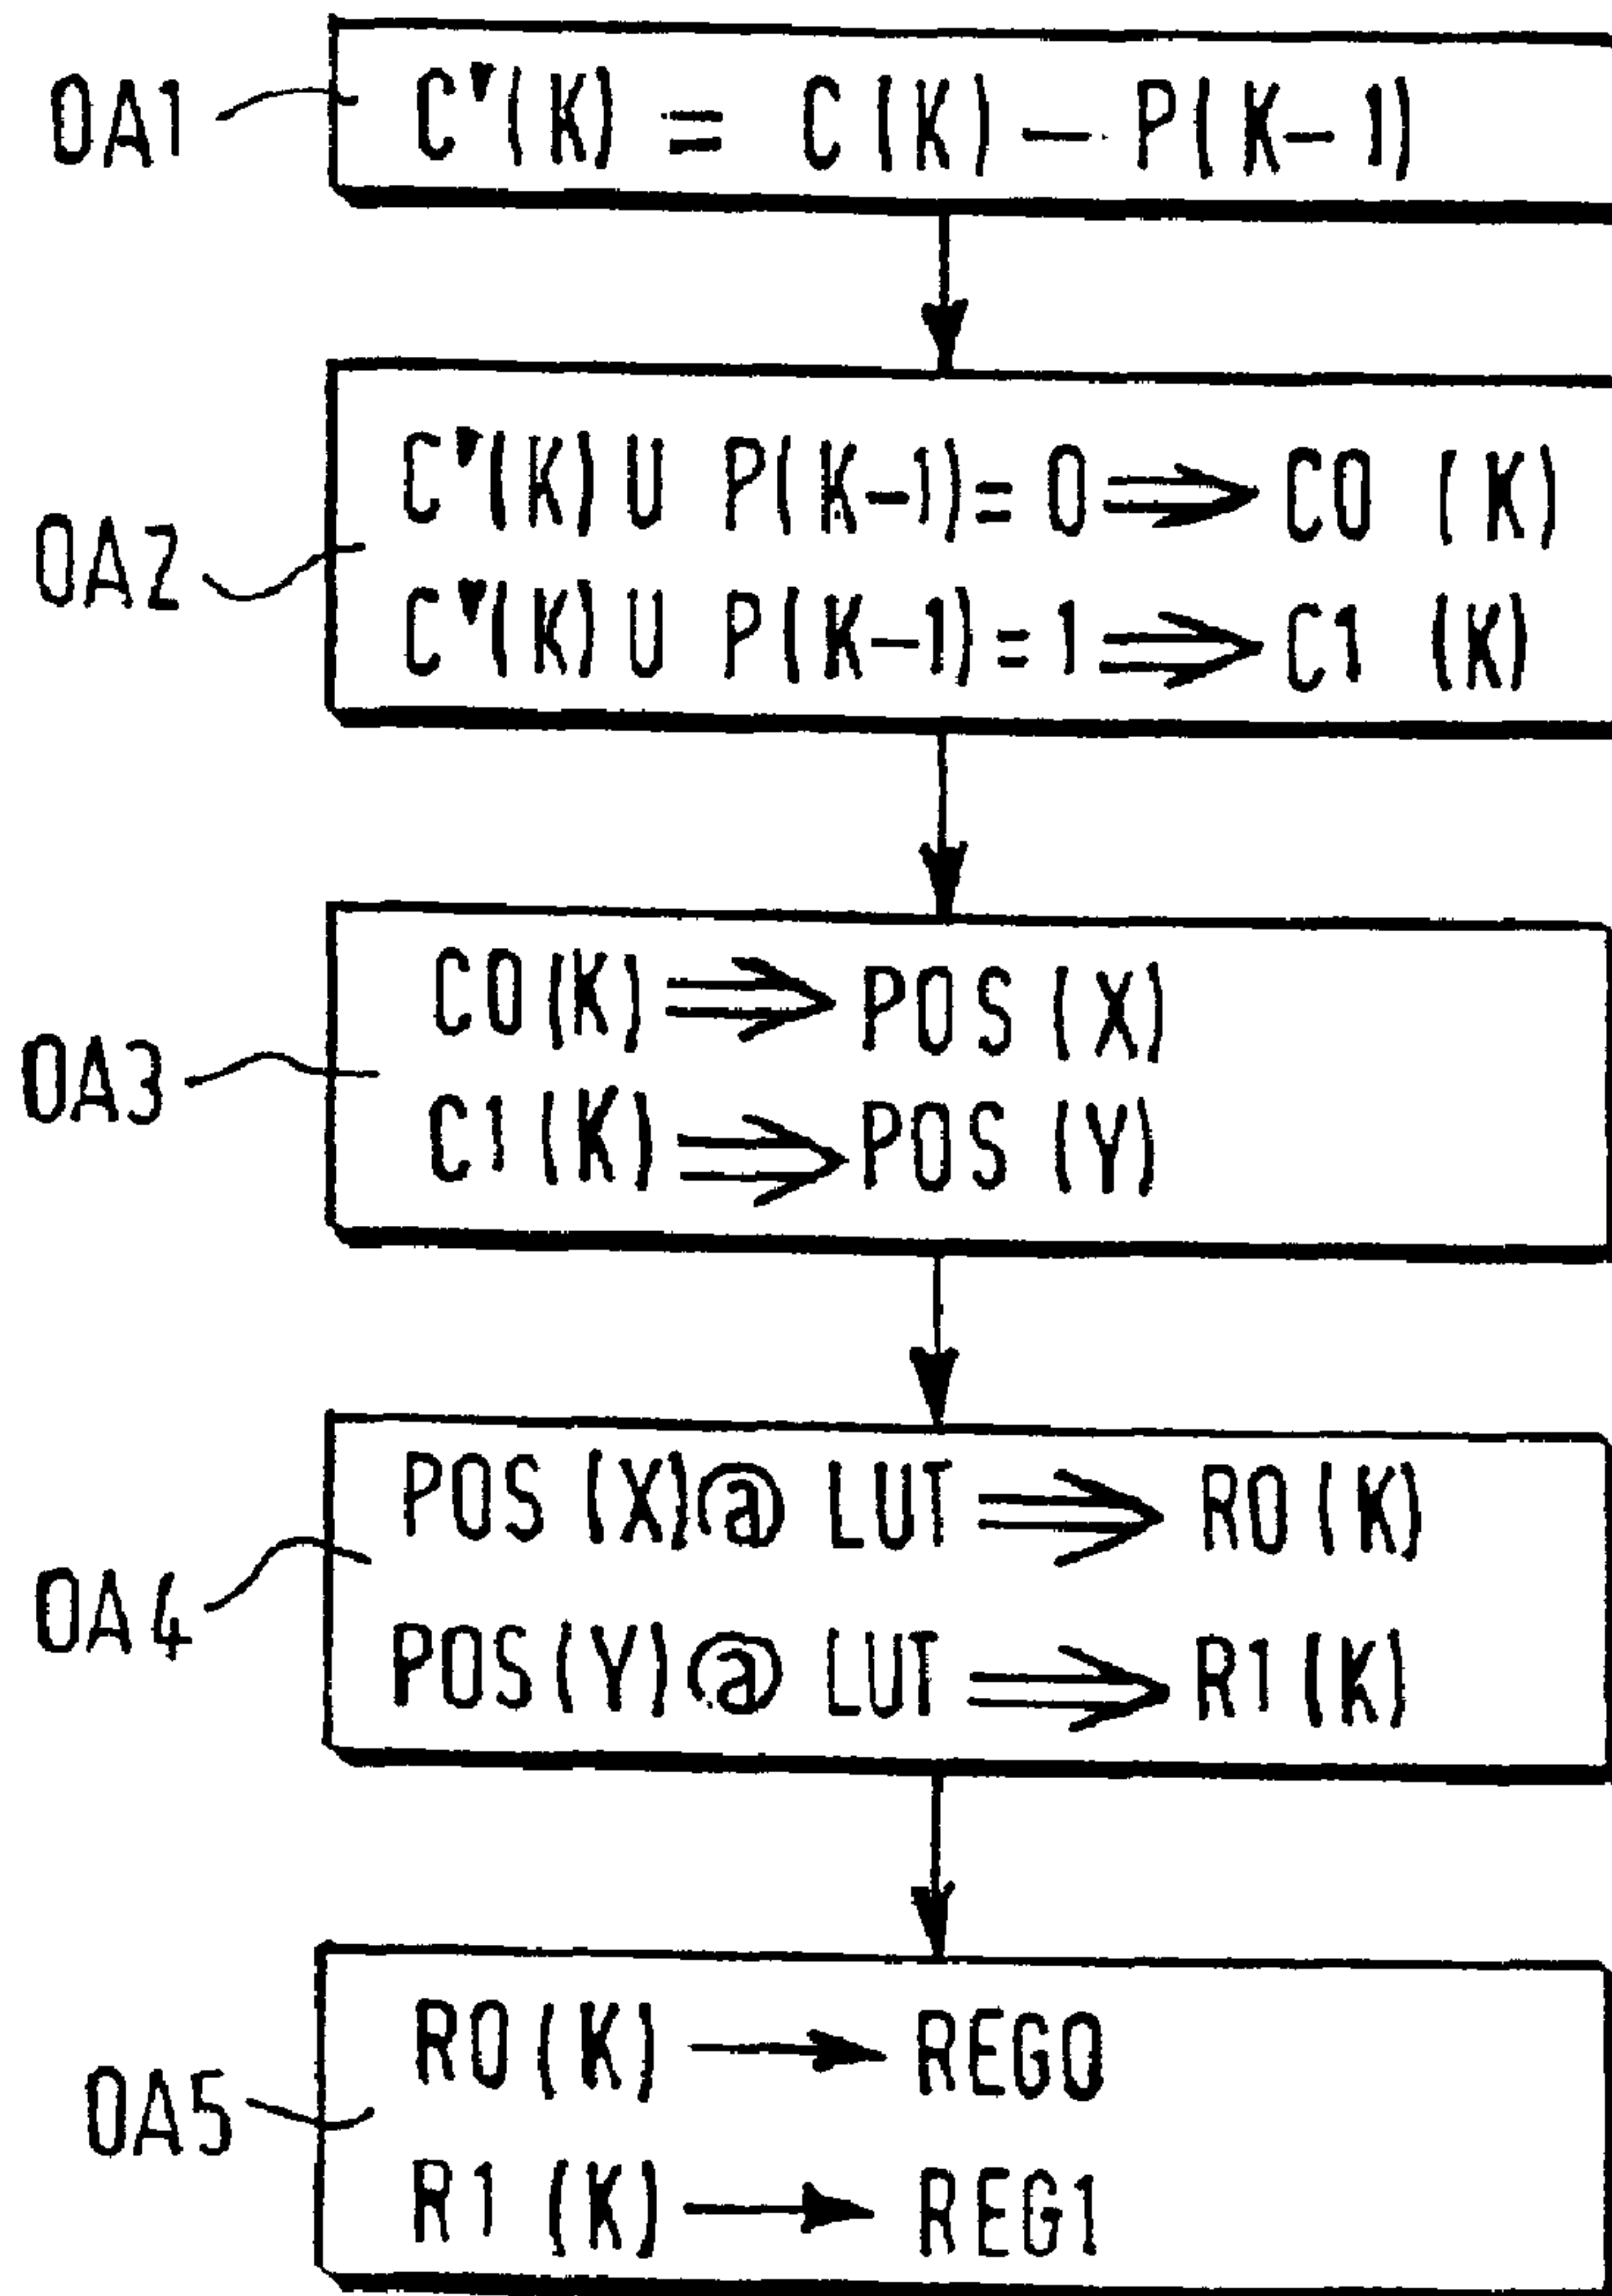 OA1
C'(K) = C(K) — P(K-1)
OA2
C'(K) U P(K-1) = 0 ⇒ C0 (K)
C'(K) U P(K-1) = 1 ⇒ C1 (K)
OA3
C0(K) ⇒ POS (X)
C1(K) ⇒ POS (Y)
OA4
POS (X) @ LUT ⇒ R0(K)
POS (Y) @ LUT ⇒ R1(K)
OA5
R0(K) → REG0
R1 (K) → REG1